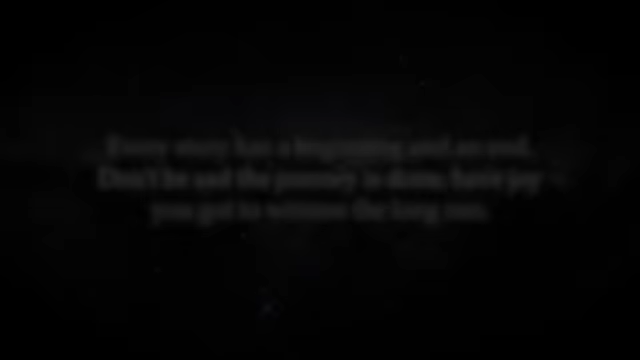 Every story has a beginning and an end.
Don't be sad the journey is done; have joy
you got to witness the long run.